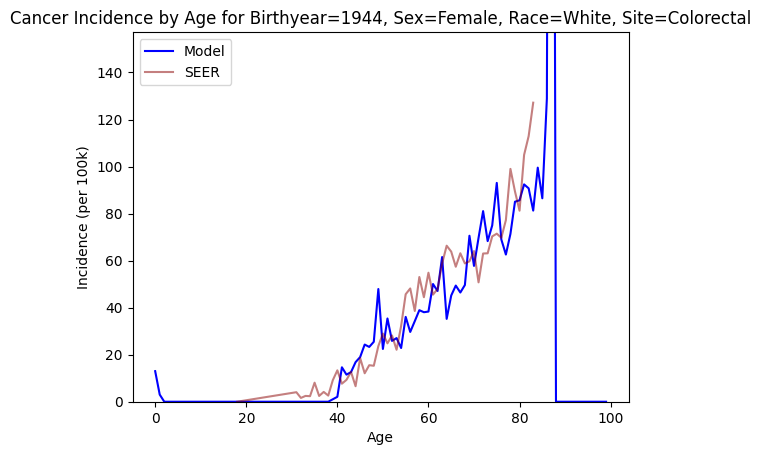 Cancer Incidence by Age for Birthyear=1944, Sex=Female, Race=White, Site=Colorectal
Model
SEER
Incidence (per 100k)
140
120
100
80
60
40
20
0
0 20 40 60 80 100
Age